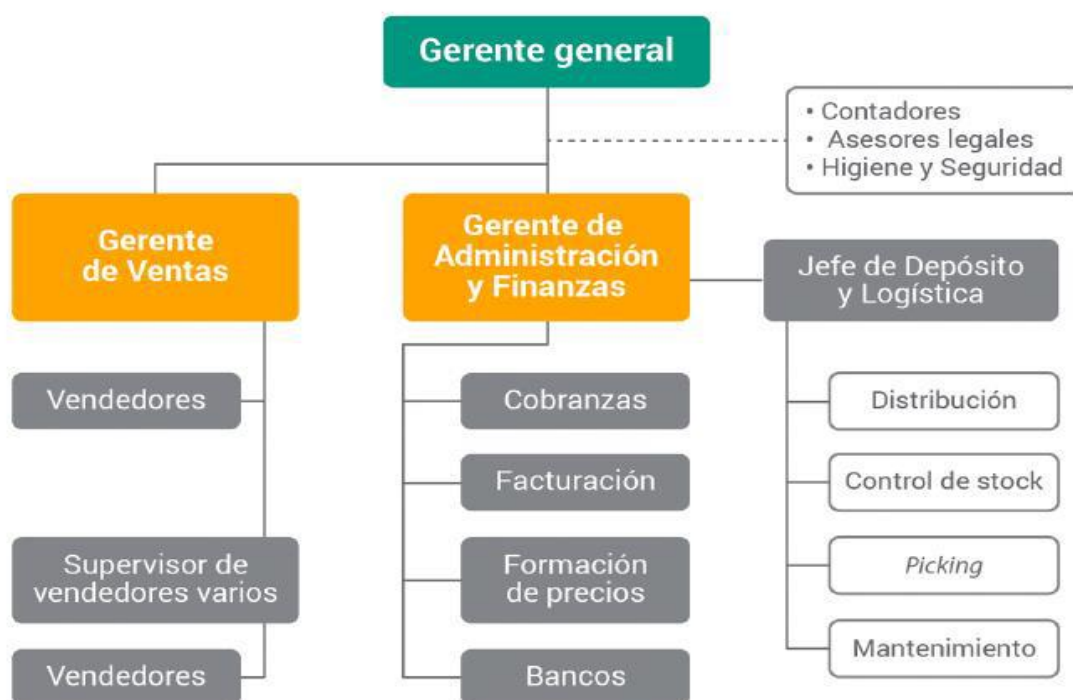 Gerente general
• Contadores
• Asesores legales
• Higiene y Seguridad
Gerente
de Ventas
Gerente de
Administración
y Finanzas
Jefe de Depósito
y Logística
Vendedores
Supervisor de
vendedores varios
Vendedores
Cobranzas
Facturación
Formación
de precios
Bancos
Distribución
Control de stock
Picking
Mantenimiento